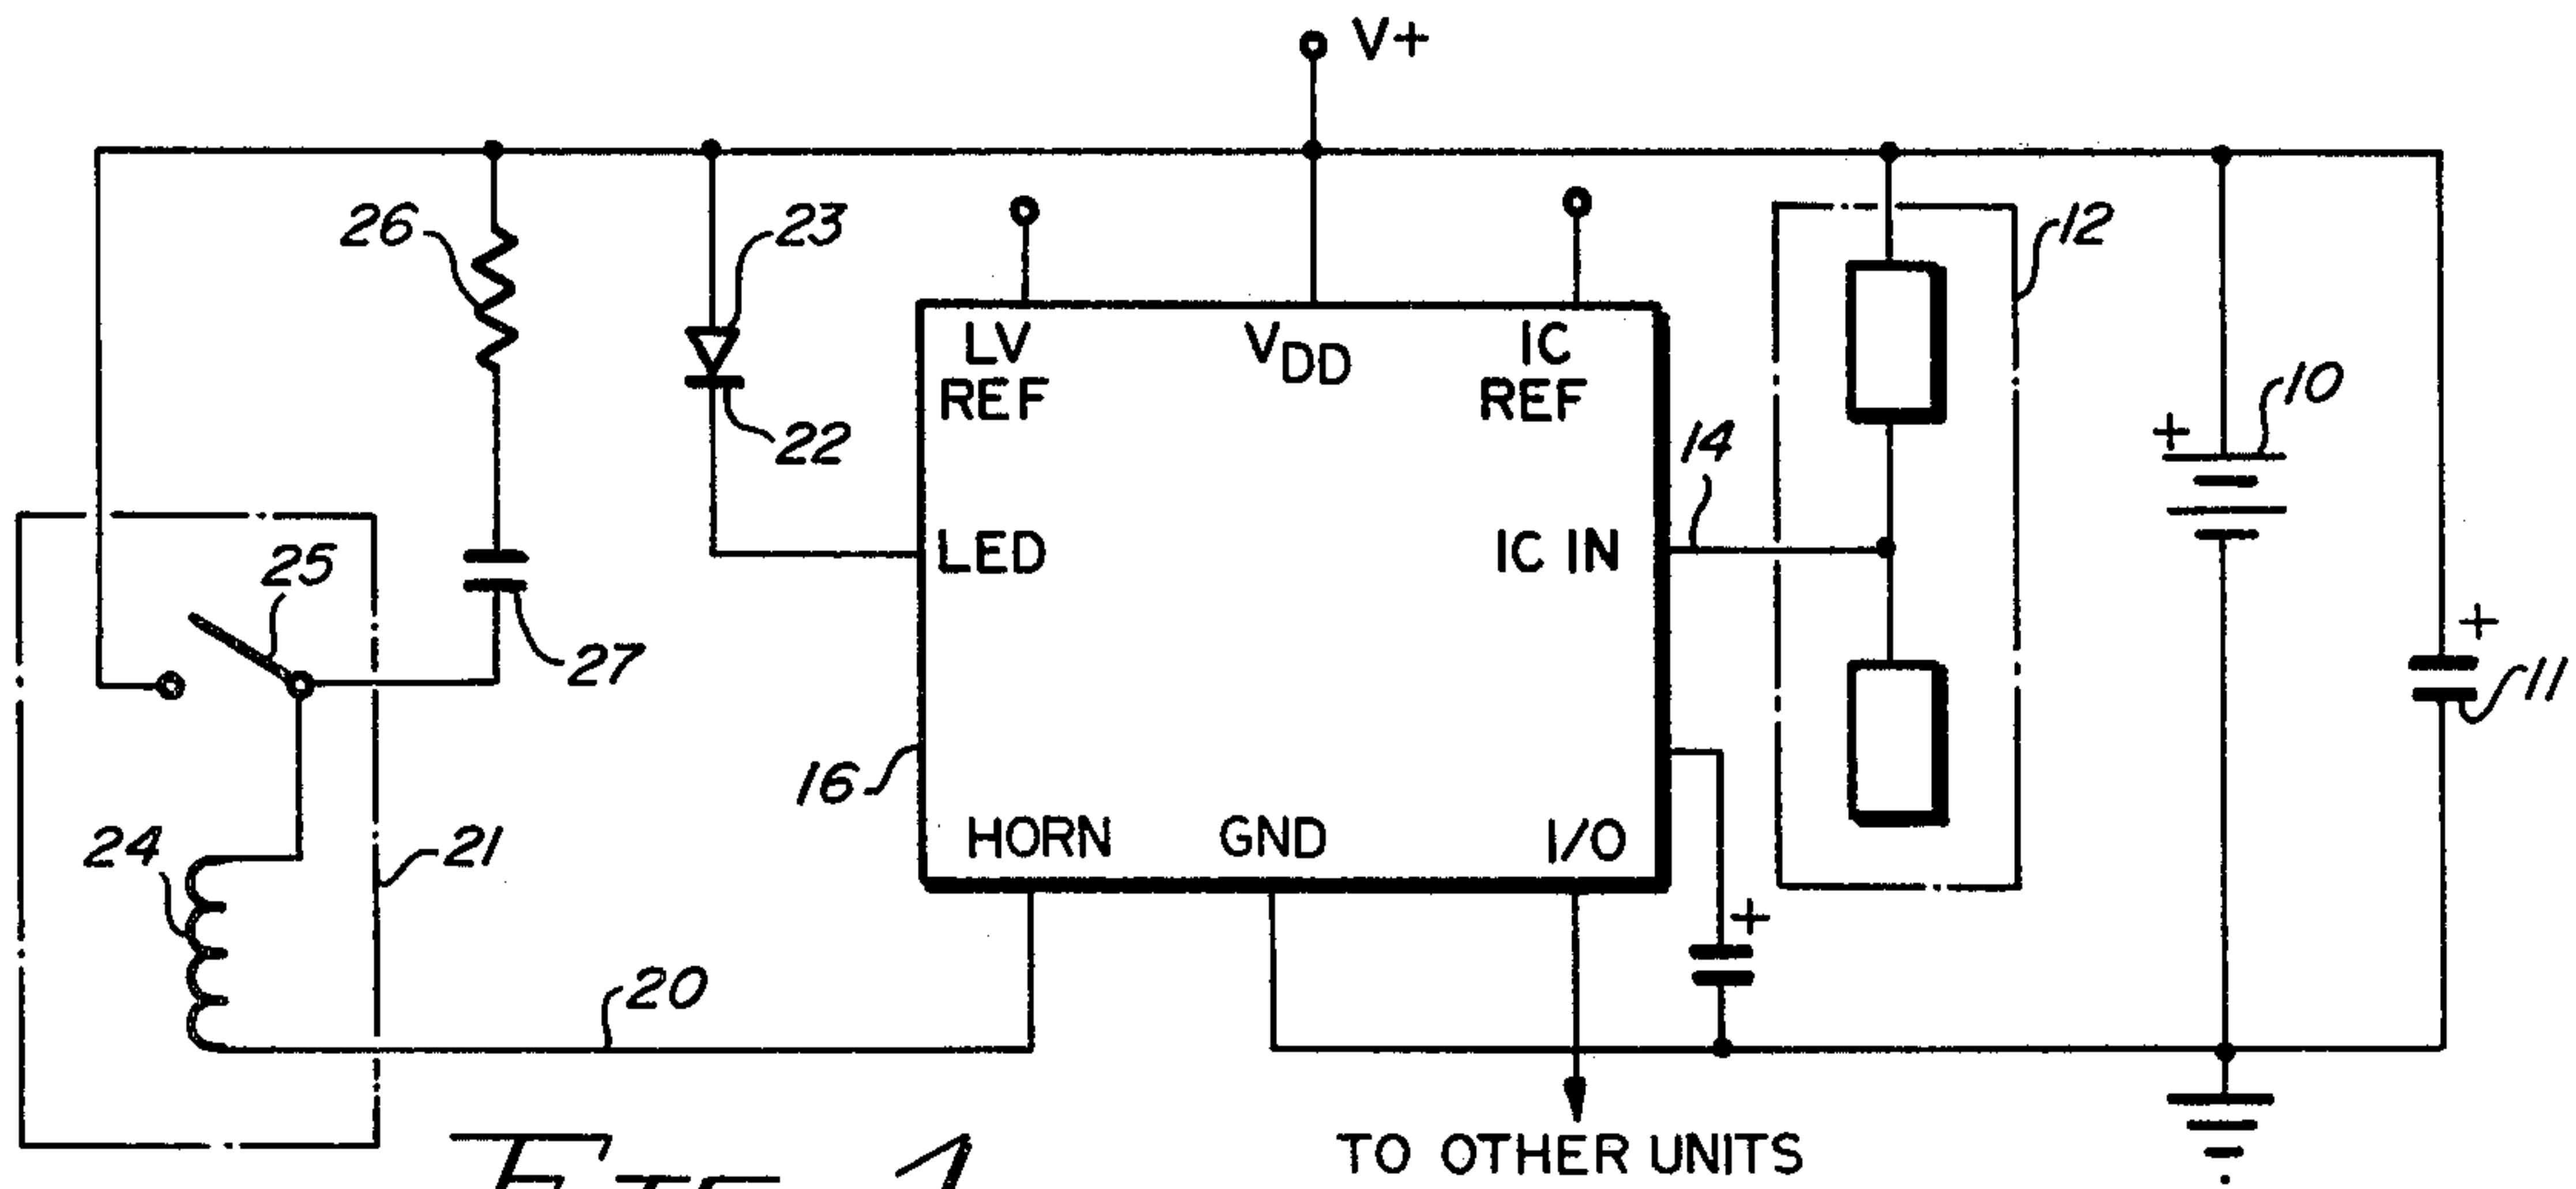 V+
26
23
12
LV REF
VDD
IC REF
22
14
10
+
25
LED
IC IN
27
+
11
16
24
21
HORN
GND
I/O
+
20
TO OTHER UNITS